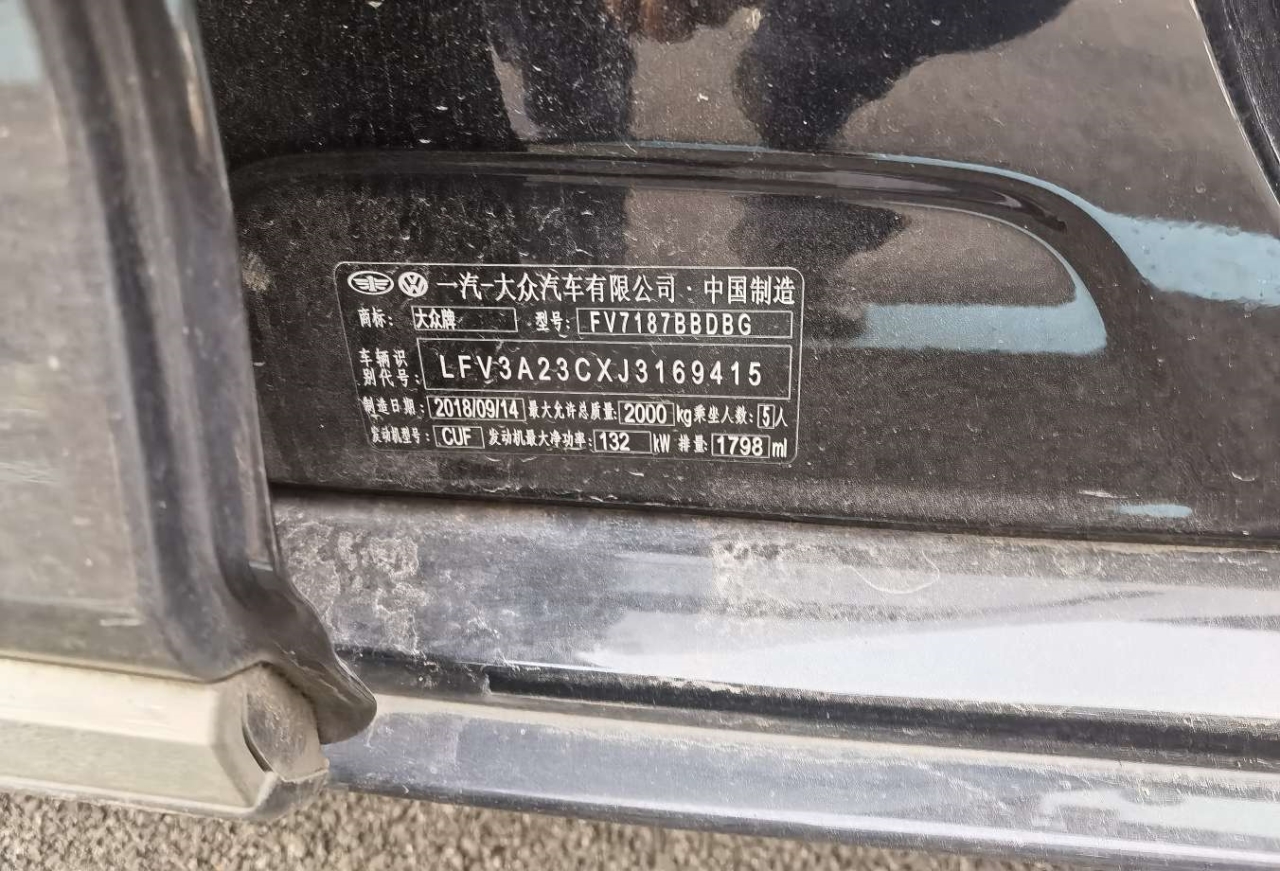 一汽-大众汽车有限公司·中国制造
商标: 大众牌 型号: FV7187BBDBG
车辆识别代号: LFV3A23CXJ3169415
制造日期: 2018/09/14 最大允许总质量: 2000 kg 乘坐人数: 5 人
发动机型号: CUF 发动机最大净功率: 132 kW 排量: 1798 ml